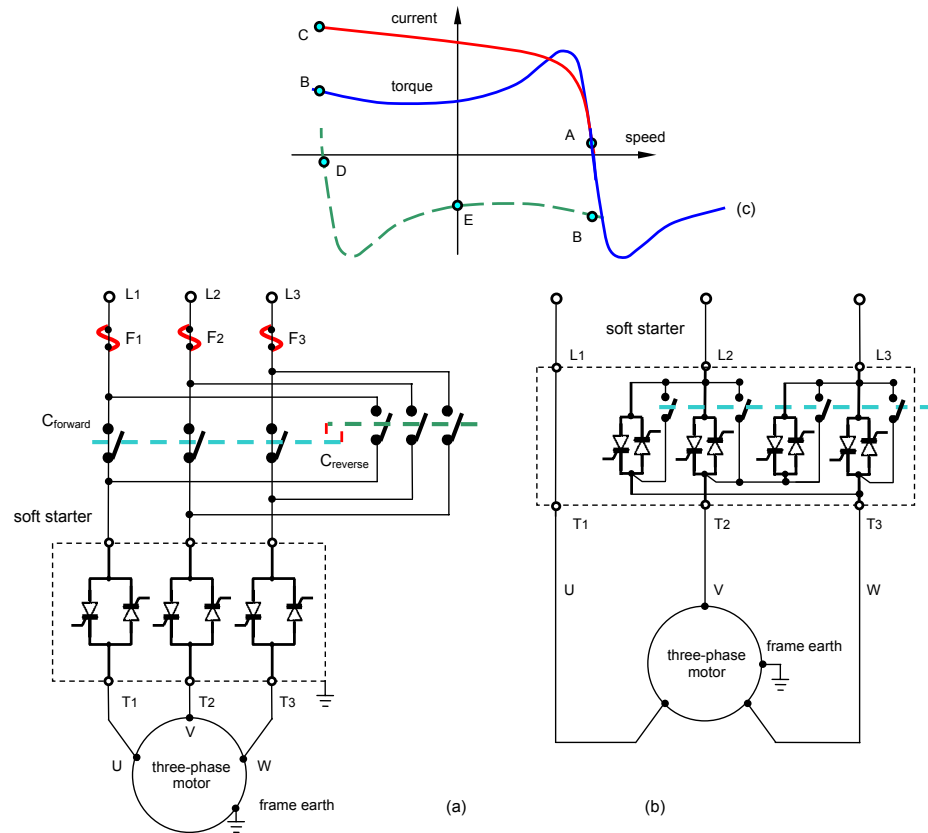 current
C
B
torque
A
speed
D
E
B
(c)
L1
L2
L3
F1
F2
F3
Cforward
Creverse
soft starter
T1
T2
T3
V
U
W
three-phase
motor
frame earth
(a)
soft starter
L1
L2
L3
T1
T2
T3
U
V
W
frame earth
three-phase
motor
(b)